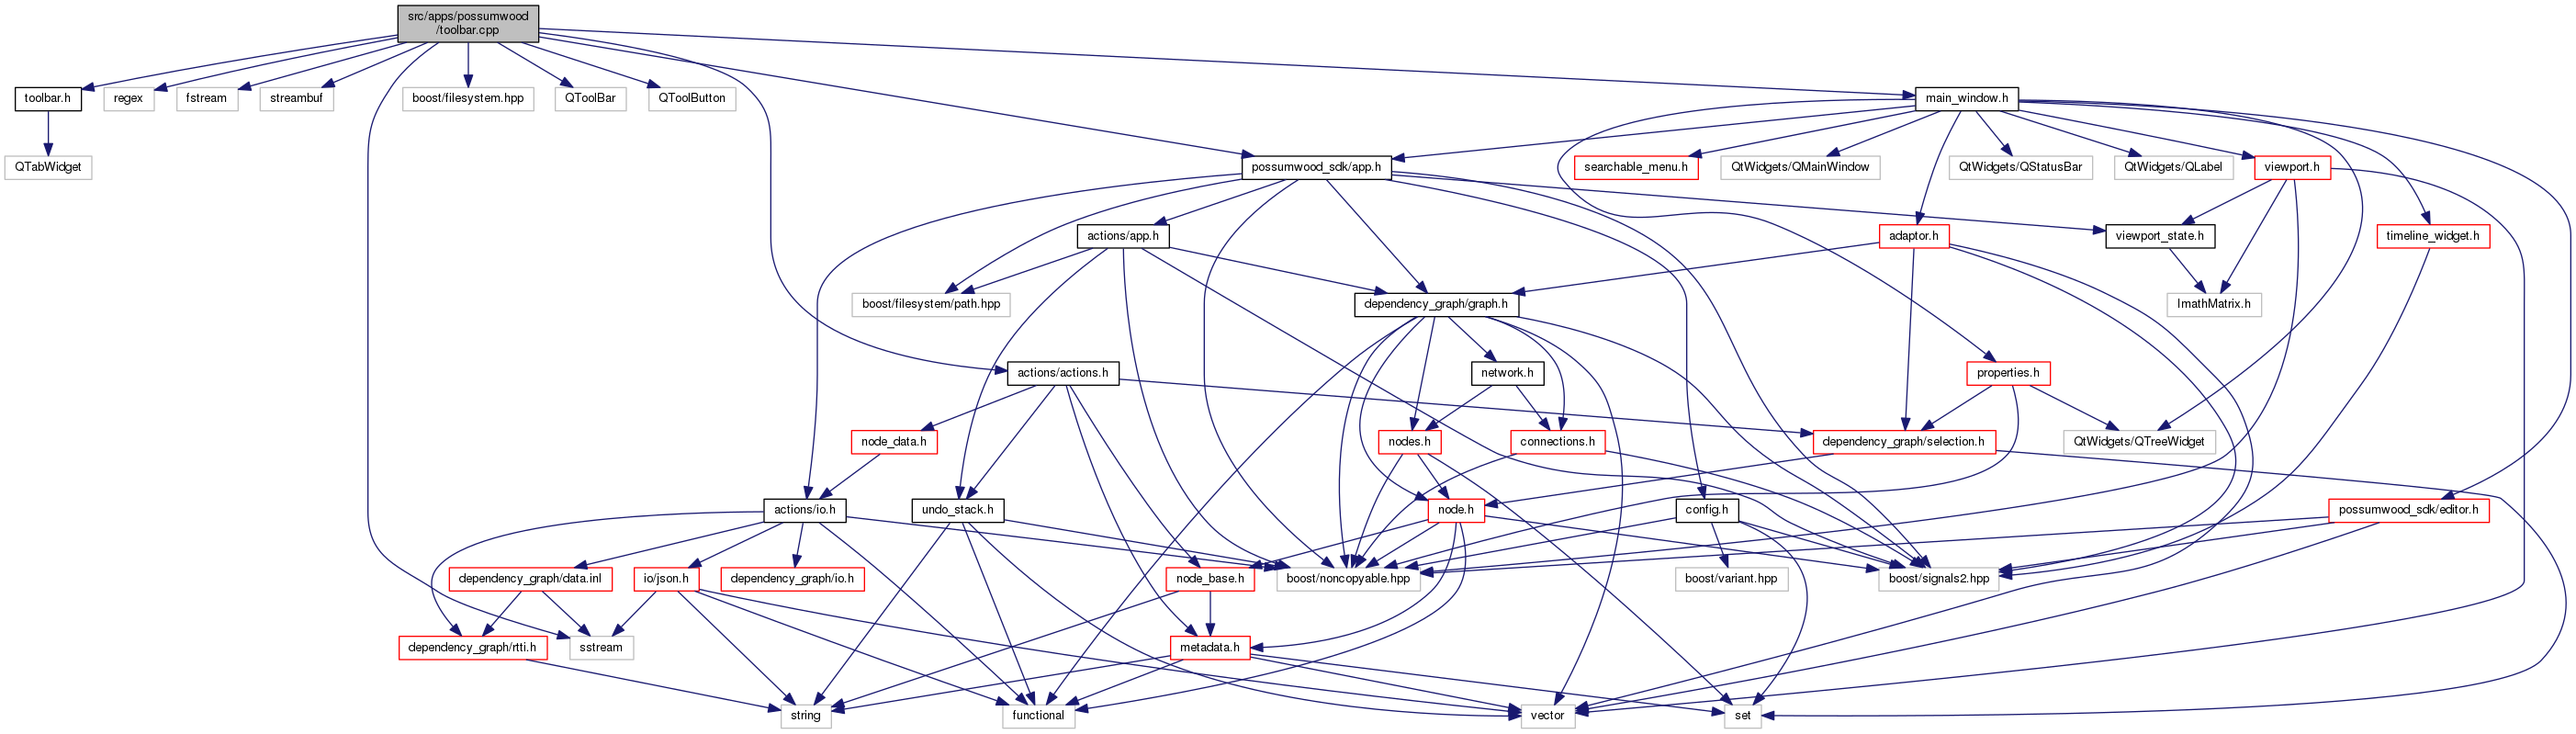 src/apps/possumwood
/toolbar.cpp
toolbar.h
regex
fstream
streambuf
boost/filesystem.hpp
QToolBar
QToolButton
main_window.h
QTabWidget
possumwood_sdk/app.h
searchable_menu.h
QtWidgets/QMainWindow
QtWidgets/QStatusBar
QtWidgets/QLabel
viewport.h
actions/app.h
adaptor.h
viewport_state.h
timeline_widget.h
boost/filesystem/path.hpp
dependency_graph/graph.h
ImathMatrix.h
actions/actions.h
network.h
properties.h
node_data.h
nodes.h
connections.h
dependency_graph/selection.h
QtWidgets/QTreeWidget
actions/io.h
undo_stack.h
node.h
config.h
possumwood_sdk/editor.h
dependency_graph/data.inl
io/json.h
dependency_graph/io.h
node_base.h
boost/noncopyable.hpp
boost/variant.hpp
boost/signals2.hpp
dependency_graph/rtti.h
sstream
metadata.h
string
functional
vector
set